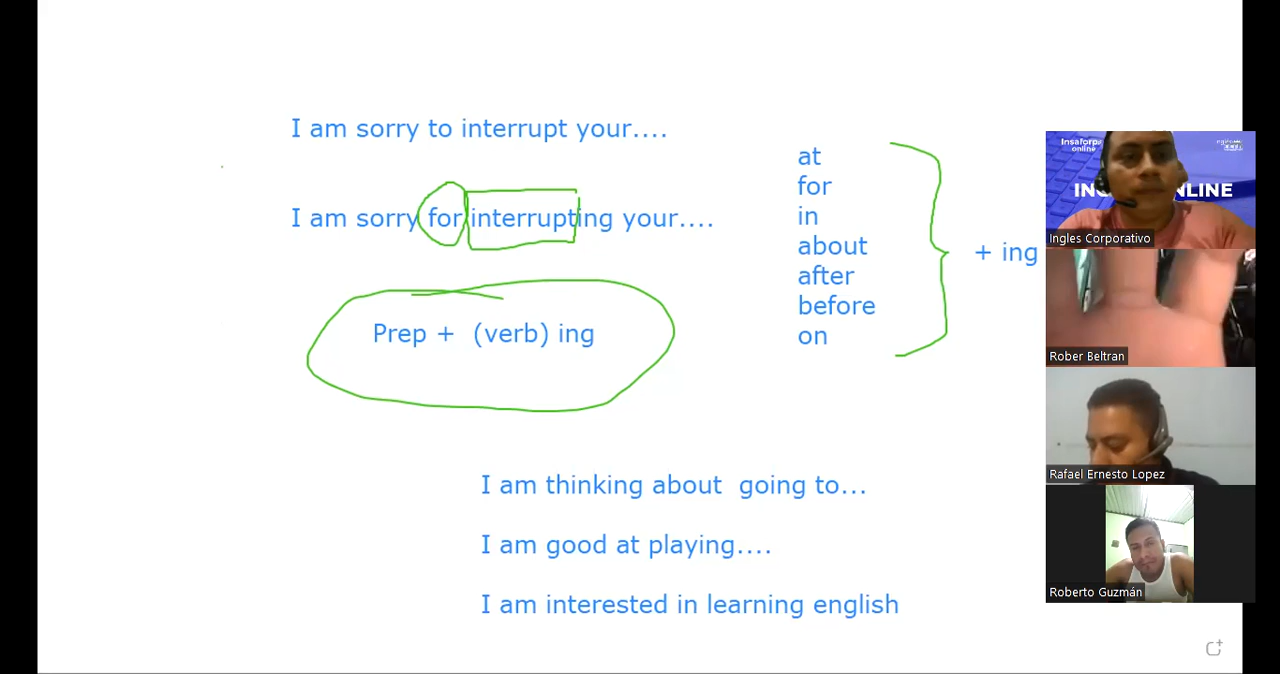 I am sorry to interrupt your....
I am sorry for interrupting your....
Prep + (verb) ing
at
for
in
about
after
before
on
+ ing
I am thinking about going to...
I am good at playing....
I am interested in learning english
Insaforp
online
Ingles Corporativo
Rober Beltran
Rafael Ernesto Lopez
Roberto Guzmán